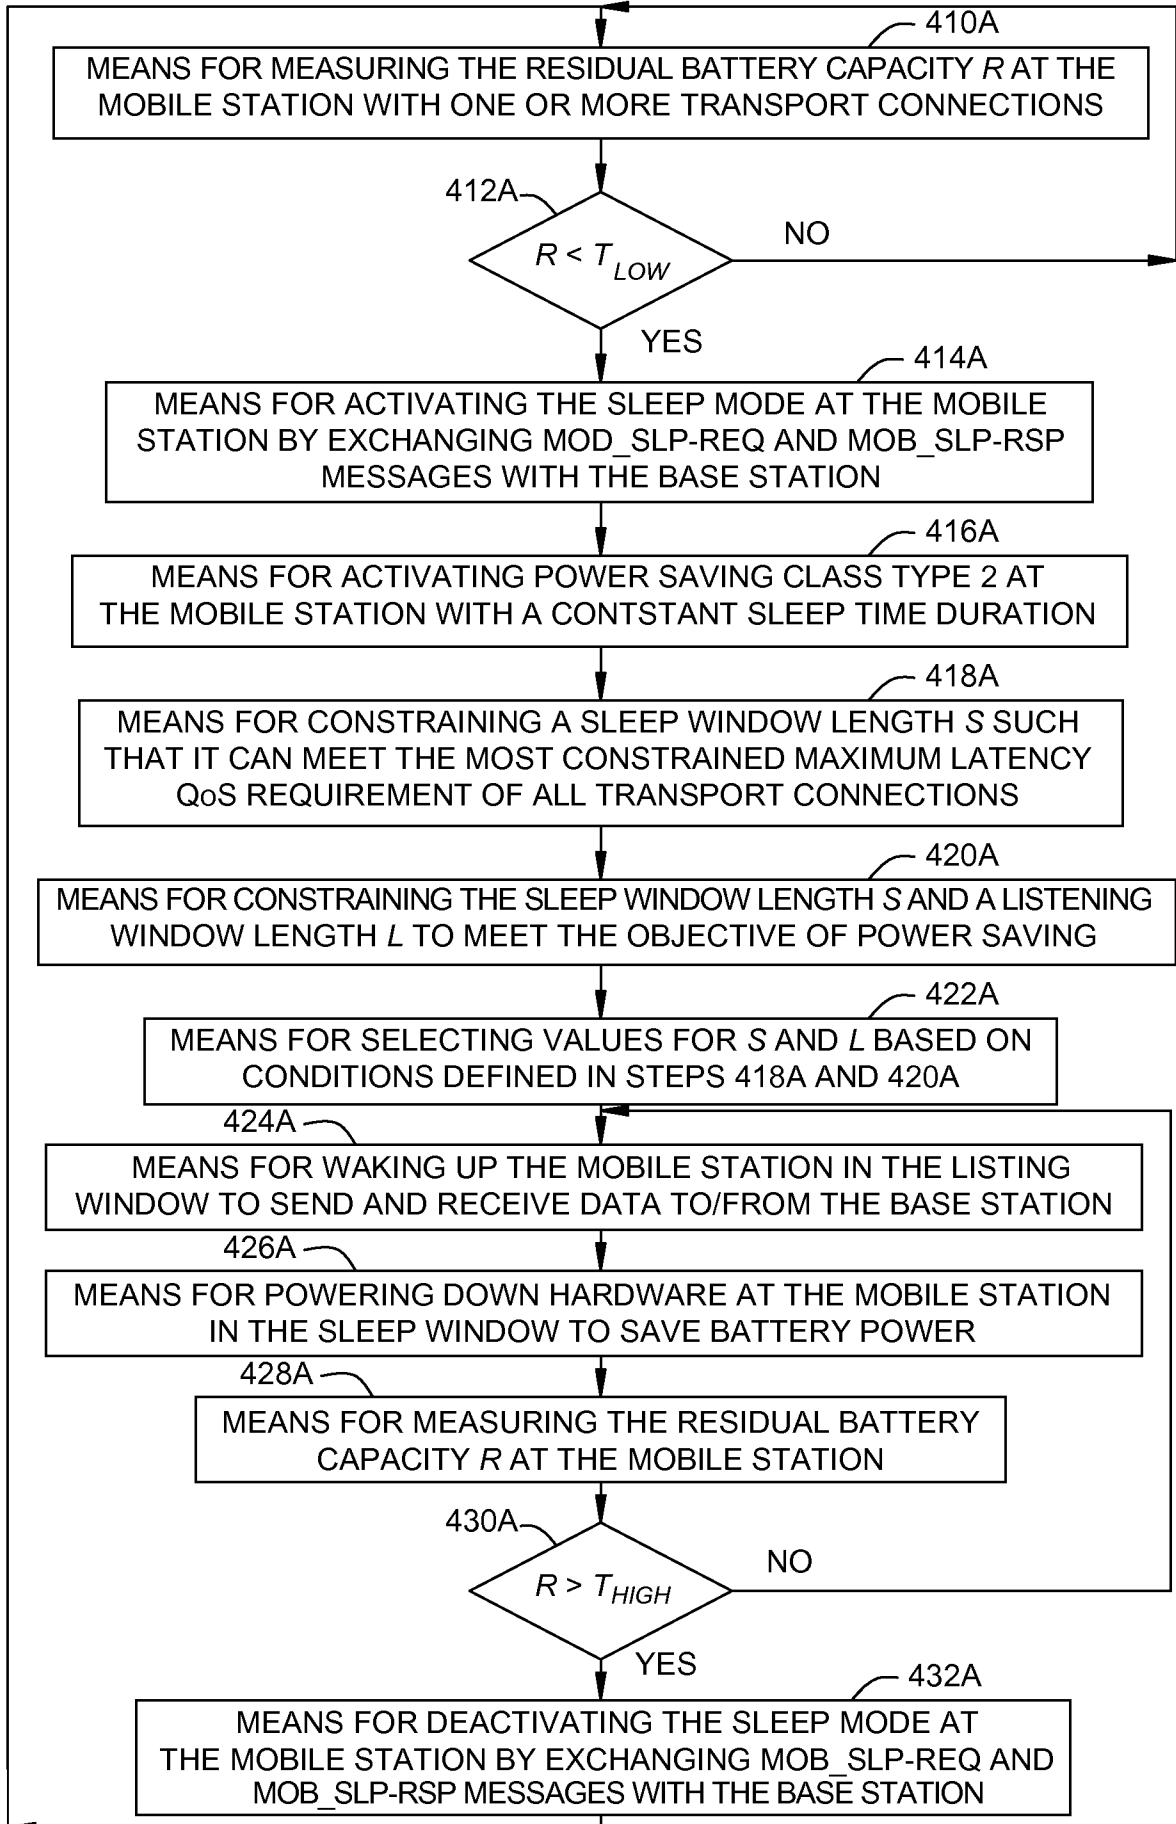 410A
MEANS FOR MEASURING THE RESIDUAL BATTERY CAPACITY R AT THE
MOBILE STATION WITH ONE OR MORE TRANSPORT CONNECTIONS
412A
R < T LOW
NO
YES
414A
MEANS FOR ACTIVATING THE SLEEP MODE AT THE MOBILE
STATION BY EXCHANGING MOD_SLP-REQ AND MOB_SLP-RSP
MESSAGES WITH THE BASE STATION
416A
MEANS FOR ACTIVATING POWER SAVING CLASS TYPE 2 AT
THE MOBILE STATION WITH A CONTSTANT SLEEP TIME DURATION
418A
MEANS FOR CONSTRAINING A SLEEP WINDOW LENGTH S SUCH
THAT IT CAN MEET THE MOST CONSTRAINED MAXIMUM LATENCY
QoS REQUIREMENT OF ALL TRANSPORT CONNECTIONS
420A
MEANS FOR CONSTRAINING THE SLEEP WINDOW LENGTH S AND A LISTENING
WINDOW LENGTH L TO MEET THE OBJECTIVE OF POWER SAVING
422A
MEANS FOR SELECTING VALUES FOR S AND L BASED ON
CONDITIONS DEFINED IN STEPS 418A AND 420A
424A
MEANS FOR WAKING UP THE MOBILE STATION IN THE LISTING
WINDOW TO SEND AND RECEIVE DATA TO/FROM THE BASE STATION
426A
MEANS FOR POWERING DOWN HARDWARE AT THE MOBILE STATION
IN THE SLEEP WINDOW TO SAVE BATTERY POWER
428A
MEANS FOR MEASURING THE RESIDUAL BATTERY
CAPACITY R AT THE MOBILE STATION
430A
R > T HIGH
NO
YES
432A
MEANS FOR DEACTIVATING THE SLEEP MODE AT
THE MOBILE STATION BY EXCHANGING MOB_SLP-REQ AND
MOB_SLP-RSP MESSAGES WITH THE BASE STATION